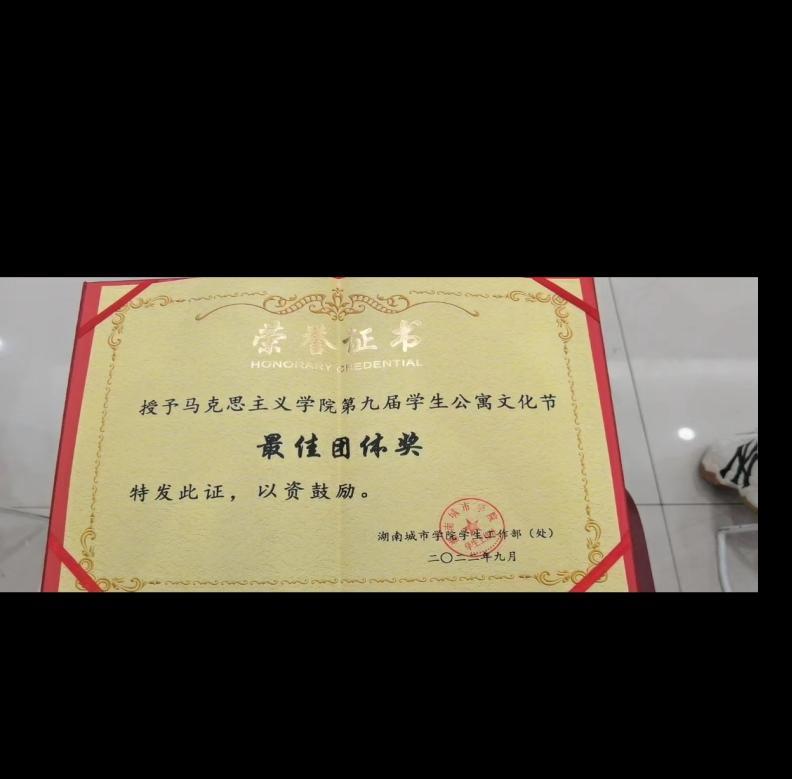 荣誉证书
HONORARY CREDENTIAL
授予马克思主义学院第九届学生公寓文化节
最佳团体奖
特发此证，以资鼓励。
湖南城市学院学生工作部（处）
二〇二二年九月